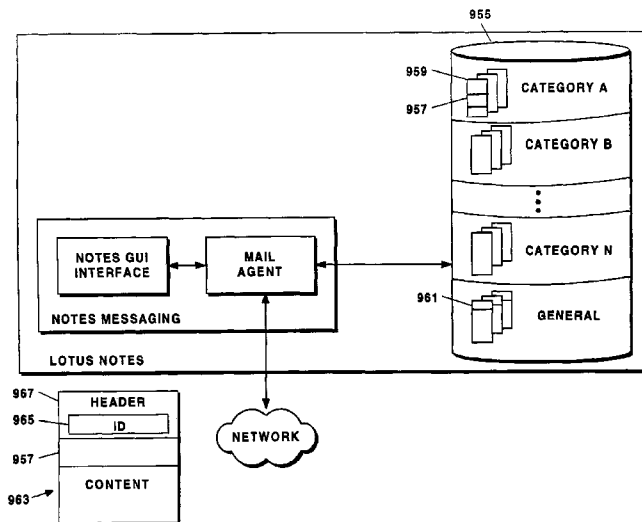 955
959
957
CATEGORY A
CATEGORY B
CATEGORY N
961
GENERAL
NOTES GUI
INTERFACE
MAIL
AGENT
NOTES MESSAGING
LOTUS NOTES
967
HEADER
965
ID
957
963
CONTENT
NETWORK